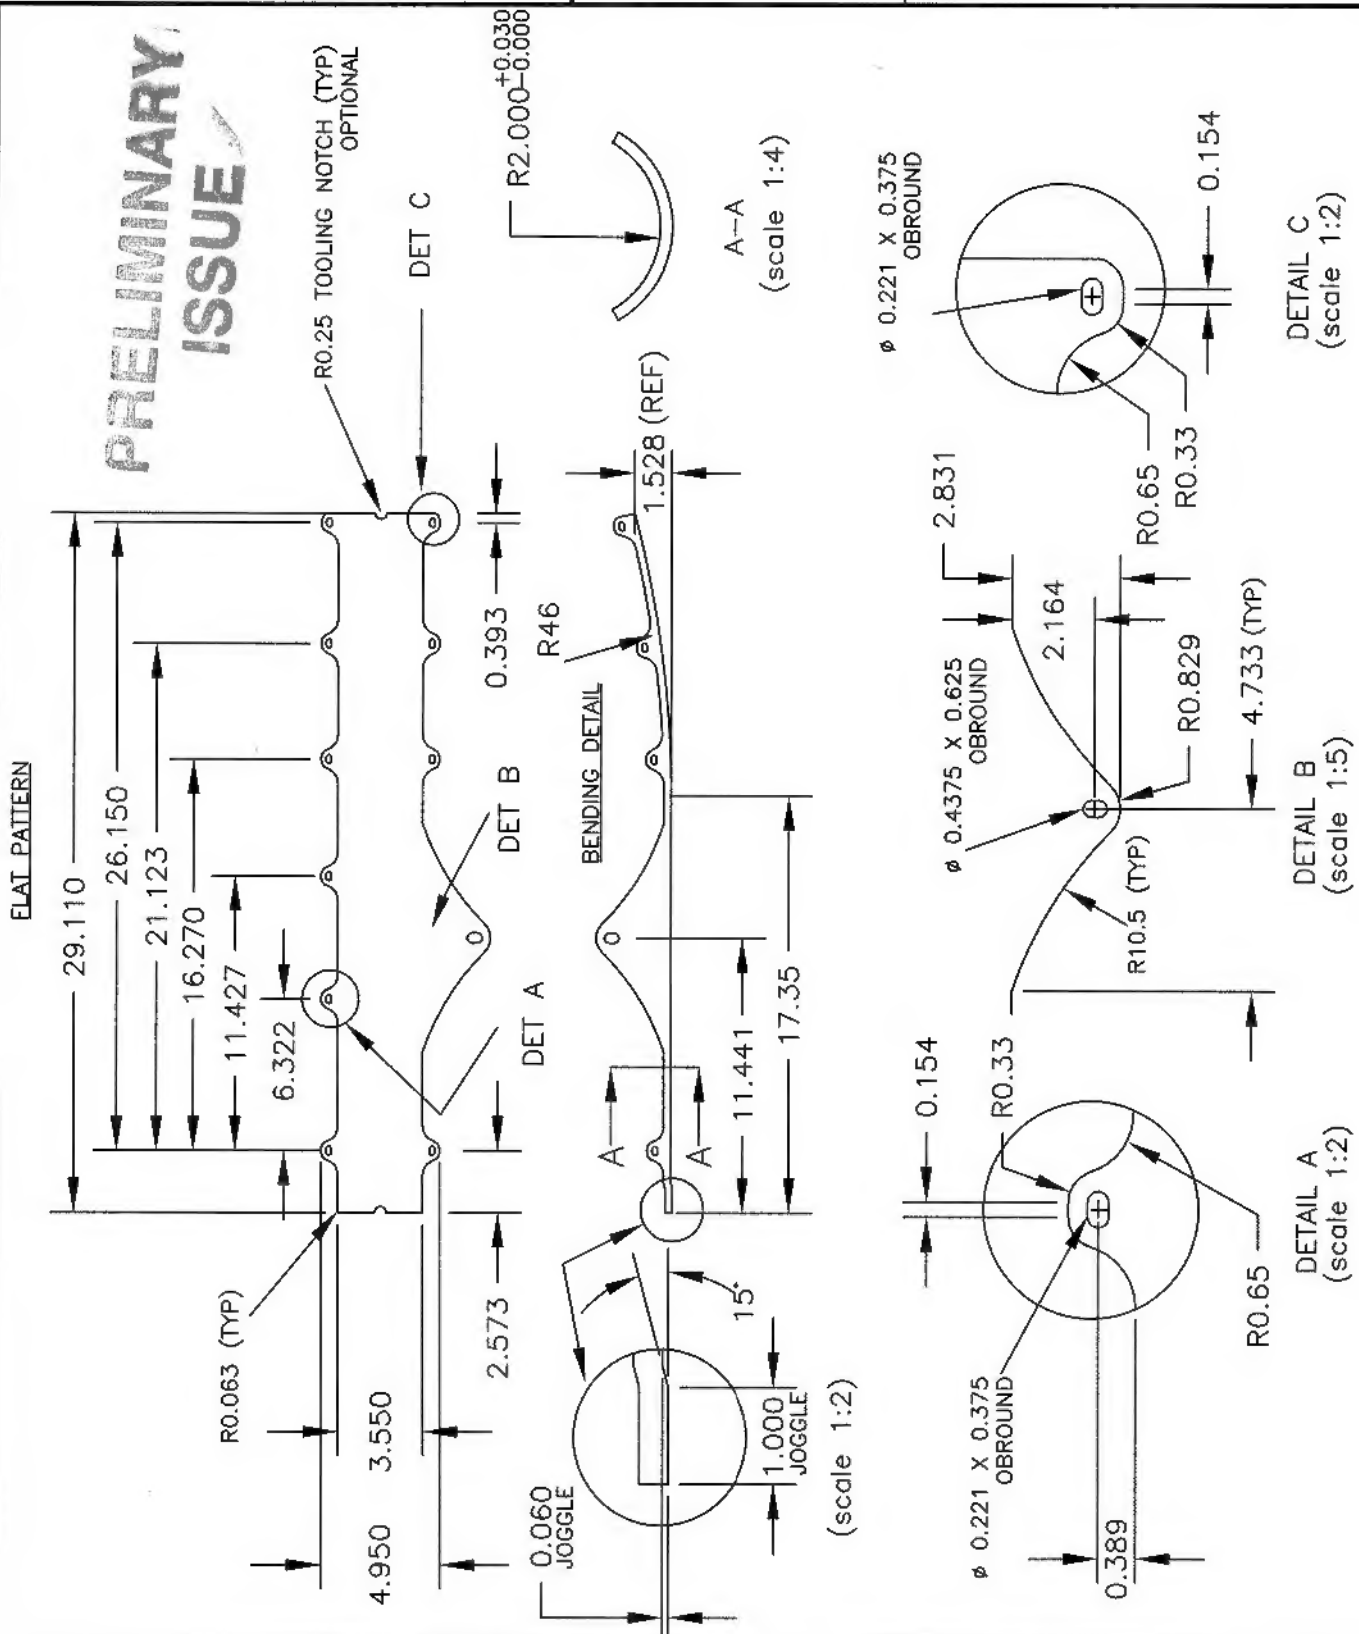 PRELIMINARY
ISSUE
FLAT PATTERN
29.110
26.150
21.123
16.270
11.427
6.322
R0.25 TOOLING NOTCH (TYP)
OPTIONAL
DET C
R0.063 (TYP)
4.950
3.550
2.573
DET A
DET B
0.393
BENDING DETAIL
R46
1.528 (REF)
R2.000+0.030
-0.000
A-A
(scale 1:4)
A
A
11.441
17.35
15°
0.060
JOGGLE
1.000
JOGGLE
(scale 1:2)
ø 0.221 X 0.375
OBROUND
0.389
0.154
R0.33
R0.65
DETAIL A
(scale 1:2)
ø 0.4375 X 0.625
OBROUND
2.831
2.164
R0.829
R10.5 (TYP)
4.733 (TYP)
DETAIL B
(scale 1:5)
ø 0.221 X 0.375
OBROUND
0.154
R0.65
R0.33
DETAIL C
(scale 1:2)